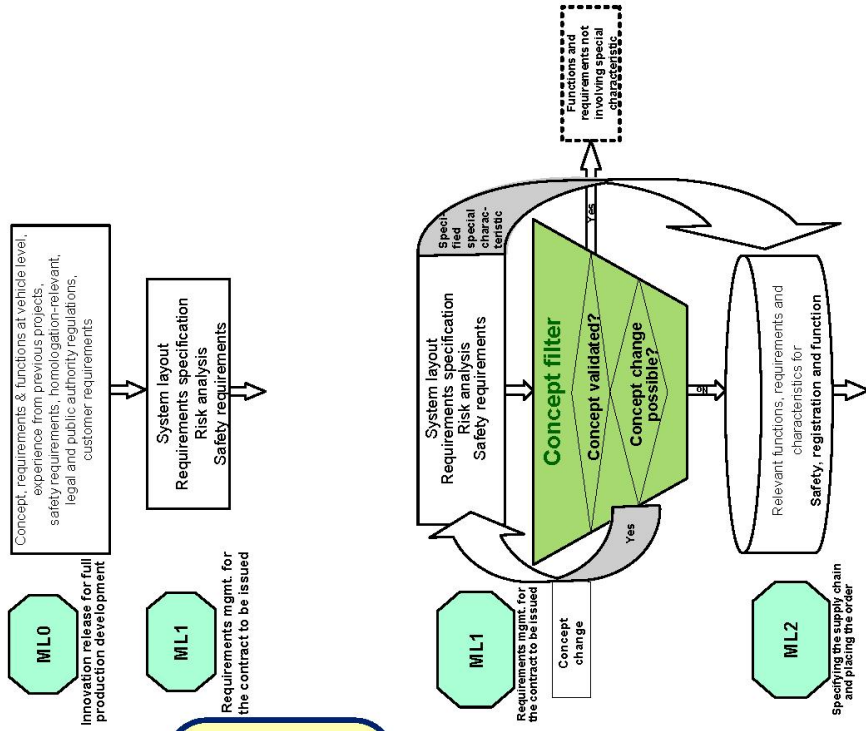 ML0
Innovation release for full
production development
Concept, requirements & functions at vehicle level,
experience from previous projects,
safety requirements, homologation-relevant,
legal and public authority regulations,
customer requirements
ML1
Requirements mgmt. for
the contract to be issued
System layout
Requirements specification
Risk analysis
Safety requirements
ML1
Requirements mgmt. for
the contract to be issued
Concept
change
System layout
Requirements specification
Risk analysis
Safety requirements
Speci-
fied
special
charac-
teristic
Concept filter
Concept validated?
Concept change
possible?
Yes
Yes
No
Functions and
requirements not
involving special
characteristic
ML2
Specifying the supply chain
and placing the order
Relevant functions, requirements and
characteristics for
Safety, registration and function